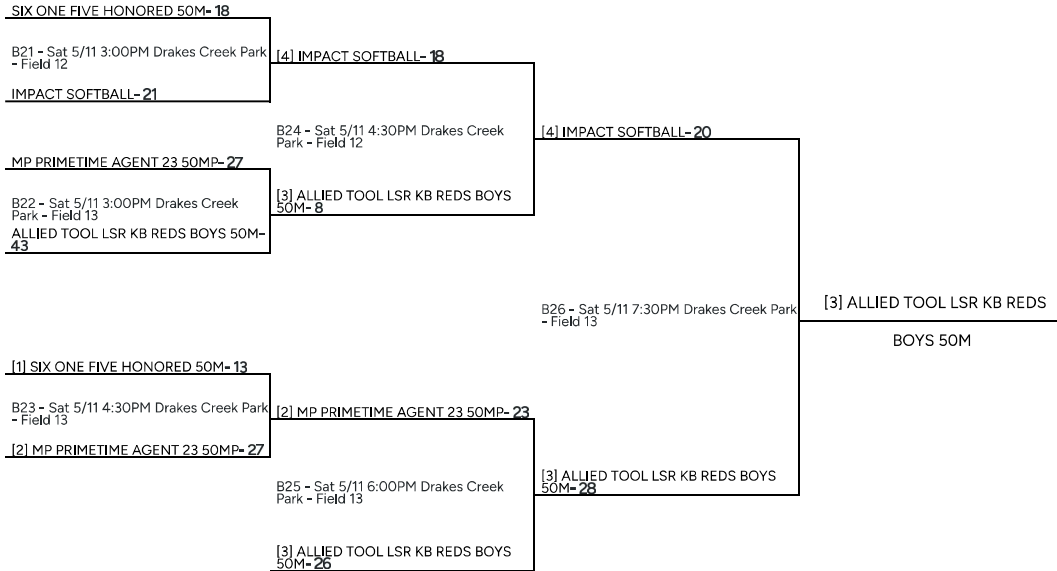 SIX ONE FIVE HONORED 50M- 18
B21 - Sat 5/11 3:00PM Drakes Creek Park
- Field 12
IMPACT SOFTBALL- 21
[4] IMPACT SOFTBALL- 18
B24 - Sat 5/11 4:30PM Drakes Creek
Park - Field 12
[4] IMPACT SOFTBALL- 20
MP PRIMETIME AGENT 23 50MP- 27
B22 - Sat 5/11 3:00PM Drakes Creek
Park - Field 13
ALLIED TOOL LSR KB REDS BOYS 50M-
43
[3] ALLIED TOOL LSR KB REDS BOYS
50M- 8
B26 - Sat 5/11 7:30PM Drakes Creek Park
- Field 13
[3] ALLIED TOOL LSR KB REDS
BOYS 50M
[1] SIX ONE FIVE HONORED 50M- 13
B23 - Sat 5/11 4:30PM Drakes Creek Park
- Field 13
[2] MP PRIMETIME AGENT 23 50MP- 27
[2] MP PRIMETIME AGENT 23 50MP- 23
B25 - Sat 5/11 6:00PM Drakes Creek
Park - Field 13
[3] ALLIED TOOL LSR KB REDS BOYS
50M- 26
[3] ALLIED TOOL LSR KB REDS BOYS
50M- 28